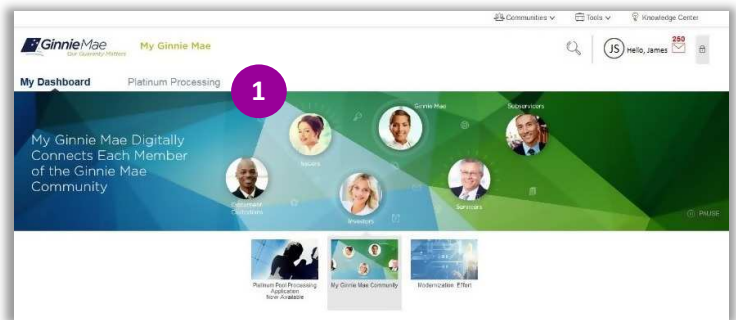 Communities
Tools
Knowledge Center
GinnieMae
Our Guaranty Matters
My Ginnie Mae
JS
Hello, James
250
My Dashboard
Platinum Processing
1
My Ginnie Mae Digitally
Connects Each Member
of the Ginnie Mae
Community
Ginnie Mae
Subservicers
Issuers
Document
Custodians
Investors
Servicers
PAUSE
Platinum Pool Processing
Application
Now Available
My Ginnie Mae Community
Modernization Effort